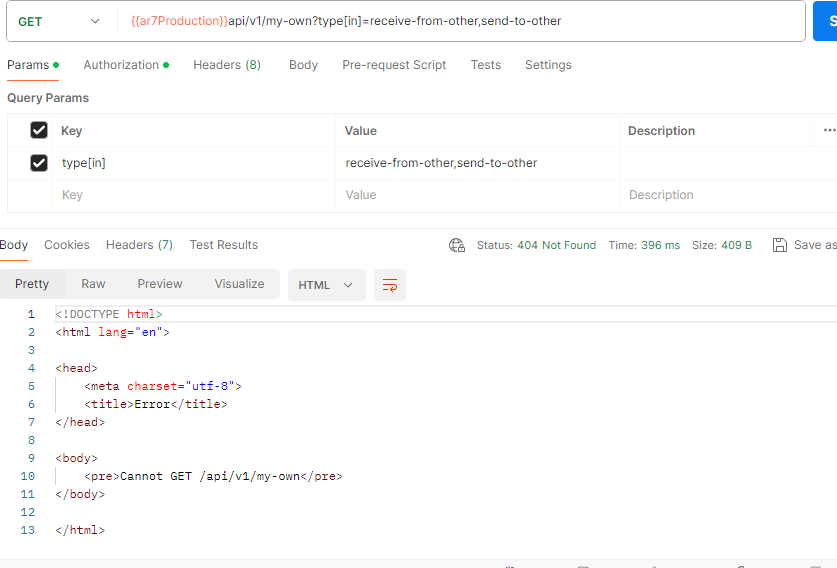 GET {{ar7Production}}api/v1/my-own?type[in]=receive-from-other,send-to-other S
Params Authorization Headers (8) Body Pre-request Script Tests Settings
Query Params
Key Value Description
type[in] receive-from-other,send-to-other
Key Value Description
Body Cookies Headers (7) Test Results Status: 404 Not Found Time: 396 ms Size: 409 B Save as
Pretty Raw Preview Visualize HTML
1 <!DOCTYPE html>
2 <html lang="en">
3
4 <head>
5 <meta charset="utf-8">
6 <title>Error</title>
7 </head>
8
9 <body>
10 <pre>Cannot GET /api/v1/my-own</pre>
11 </body>
12
13 </html>